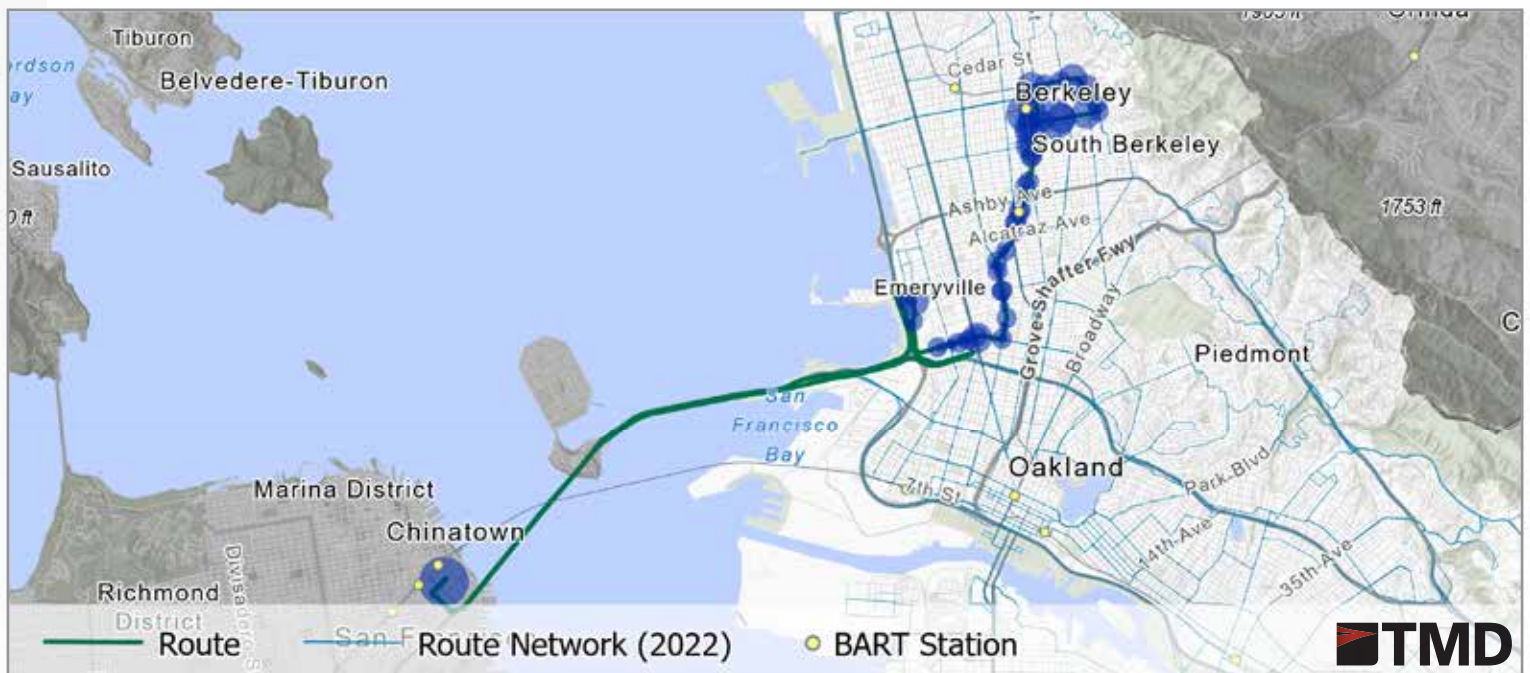 Tiburon
Belvedere-Tiburon
Sausalito
1753 ft
Cedar St
Berkeley
South Berkeley
Ashby Ave
Alcatraz Ave
Emeryville
Grove-Shafter Fwy
Broadway
Piedmont
San
Francisco
Bay
Oakland
7th-St
Park-Blvd
14th-Ave
35th-Ave
Marina District
Chinatown
Richmond
District
Route
Route Network (2022)
BART Station
TMD